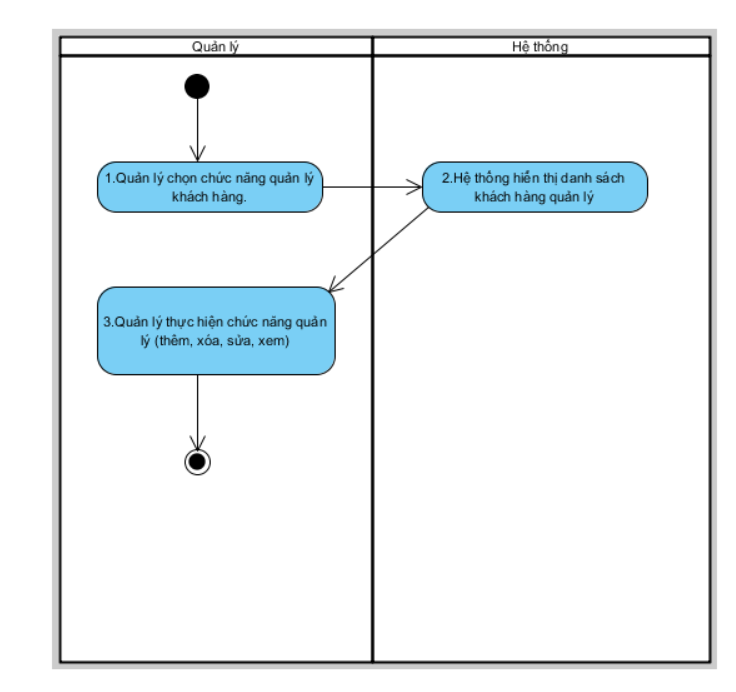 Quản lý
Hệ thống
1.Quản lý chọn chức năng quản lý
khách hàng.
2.Hệ thống hiển thị danh sách
khách hàng quản lý
3.Quản lý thực hiện chức năng quản
lý (thêm, xóa, sửa, xem)